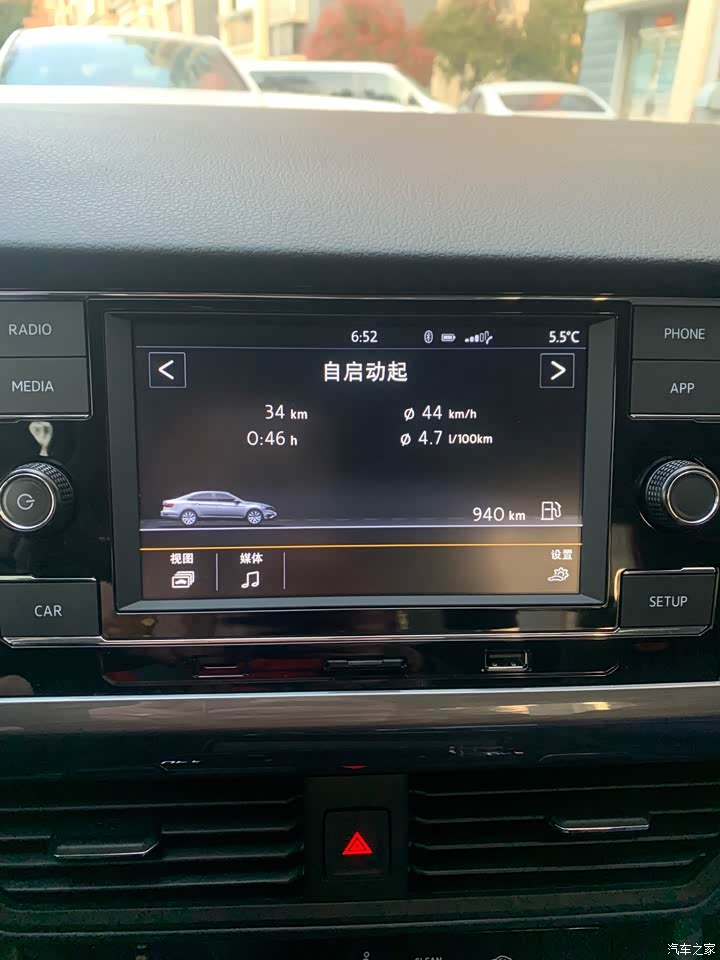 RADIO
MEDIA
CAR
6:52
5.5°C
<
自启动起
>
34 km
Ø 44 km/h
0:46 h
Ø 4.7 l/100km
940 km
视图
媒体
设置
PHONE
APP
SETUP
CLEAN
汽车之家